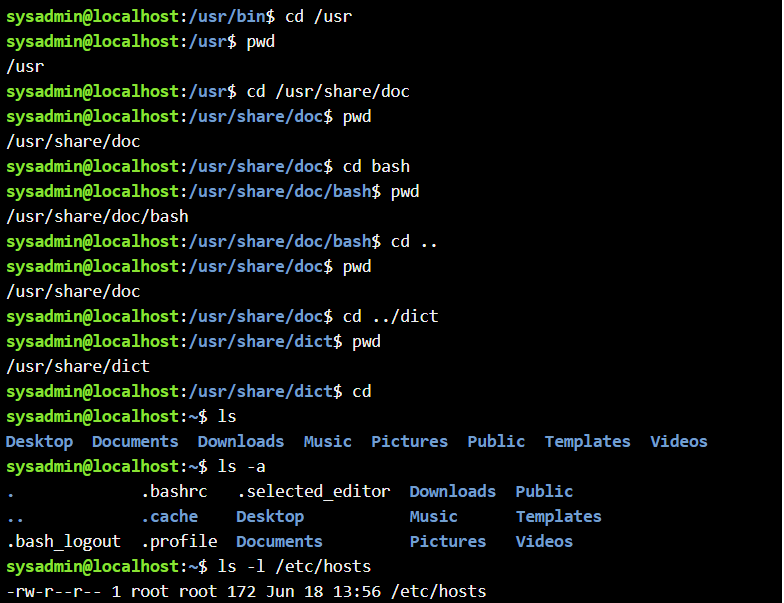 sysadmin@localhost:/usr/bin$ cd /usr
sysadmin@localhost:/usr$ pwd
/usr
sysadmin@localhost:/usr$ cd /usr/share/doc
sysadmin@localhost:/usr/share/doc$ pwd
/usr/share/doc
sysadmin@localhost:/usr/share/doc$ cd bash
sysadmin@localhost:/usr/share/doc/bash$ pwd
/usr/share/doc/bash
sysadmin@localhost:/usr/share/doc/bash$ cd ..
sysadmin@localhost:/usr/share/doc$ pwd
/usr/share/doc
sysadmin@localhost:/usr/share/doc$ cd ../dict
sysadmin@localhost:/usr/share/dict$ pwd
/usr/share/dict
sysadmin@localhost:/usr/share/dict$ cd
sysadmin@localhost:~$ ls
Desktop  Documents  Downloads  Music  Pictures  Public  Templates  Videos
sysadmin@localhost:~$ ls -a
.             .bashrc   .selected_editor  Downloads  Public
..            .cache    Desktop           Music      Templates
.bash_logout  .profile  Documents         Pictures   Videos
sysadmin@localhost:~$ ls -l /etc/hosts
-rw-r--r-- 1 root root 172 Jun 18 13:56 /etc/hosts